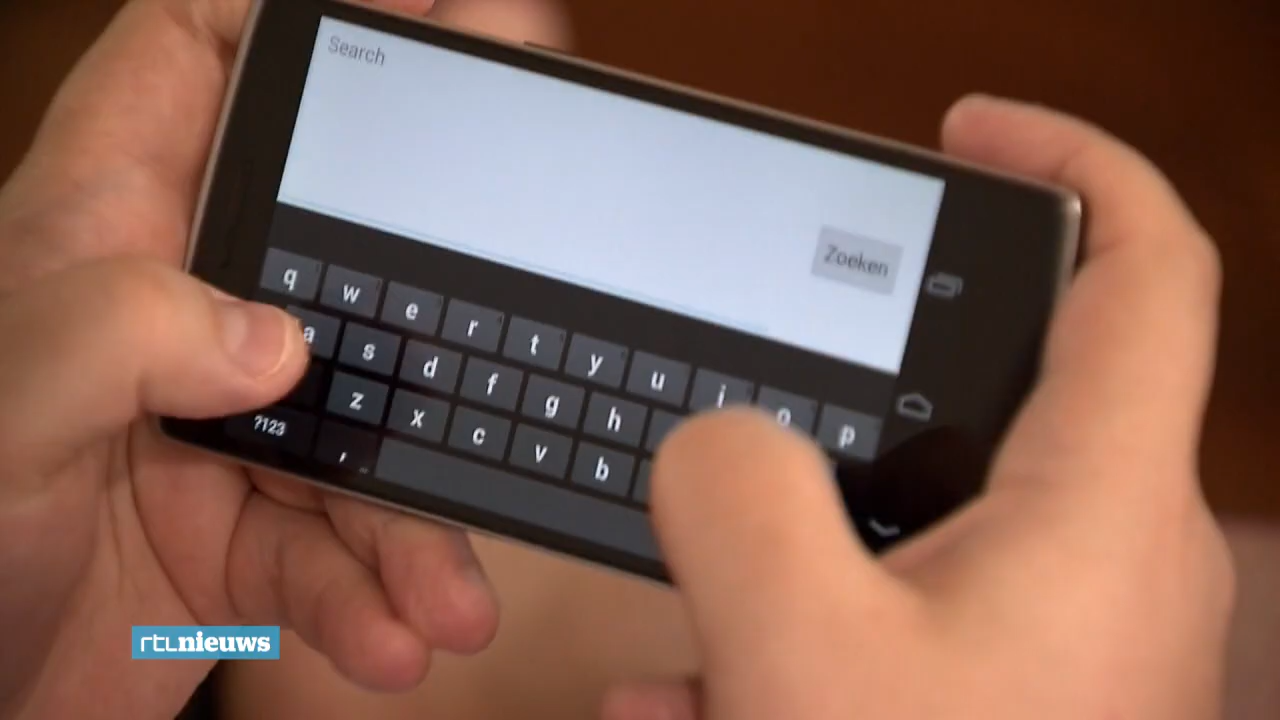 Search
Zoeken
q w e r t y u i o p
a s d f g h
z x c v b
?123 ,
rtlnieuws